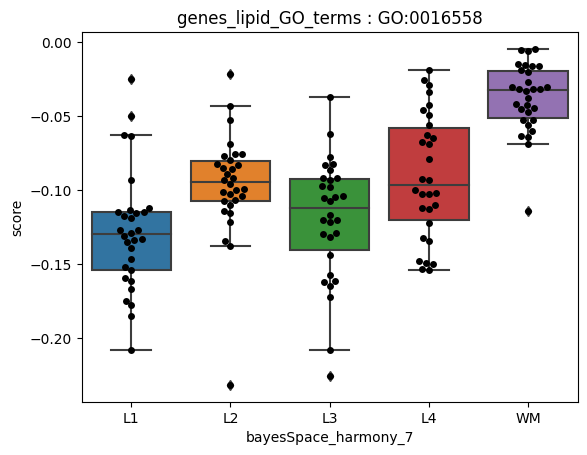 genes_lipid_GO_terms : GO:0016558
0.00
−0.05
−0.10
−0.15
−0.20
score
L1 L2 L3 L4 WM
bayesSpace_harmony_7